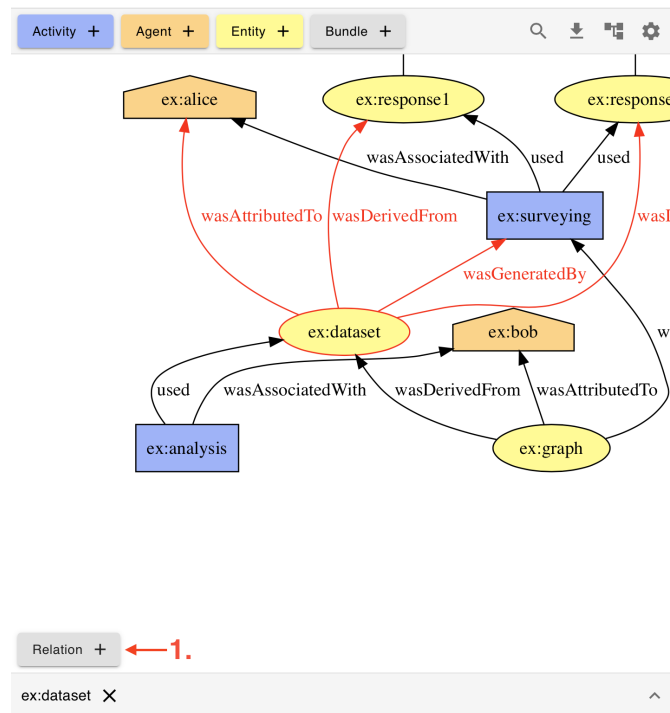 Activity + Agent + Entity + Bundle +
ex:alice ex:response1 ex:response
wasAssociatedWith used used
wasAttributedTo wasDerivedFrom ex:surveying
wasGeneratedBy
ex:dataset ex:bob
used wasAssociatedWith wasDerivedFrom wasAttributedTo
ex:analysis ex:graph
Relation + 1.
ex:dataset